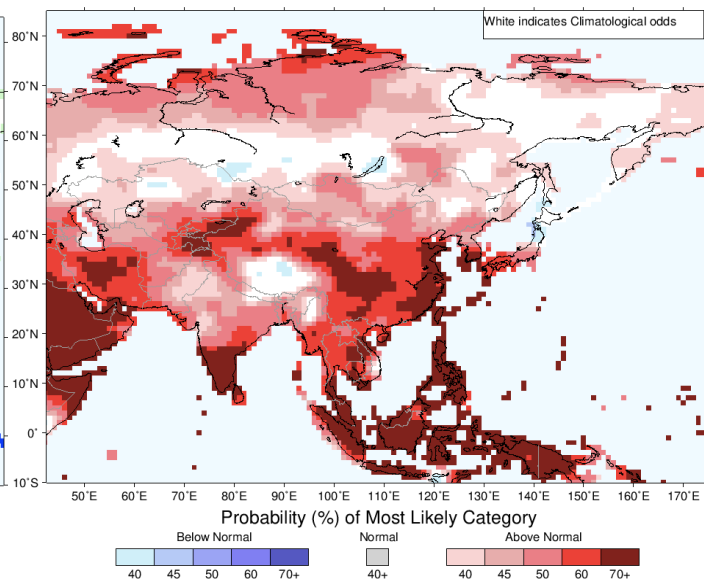 White indicates Climatological odds
80°N
70°N
60°N
50°N
40°N
30°N
20°N
10°N
0°
10°S
50°E 60°E 70°E 80°E 90°E 100°E 110°E 120°E 130°E 140°E 150°E 160°E 170°E
Probability (%) of Most Likely Category
Below Normal Normal Above Normal
40 45 50 60 70+ 40+ 40 45 50 60 70+